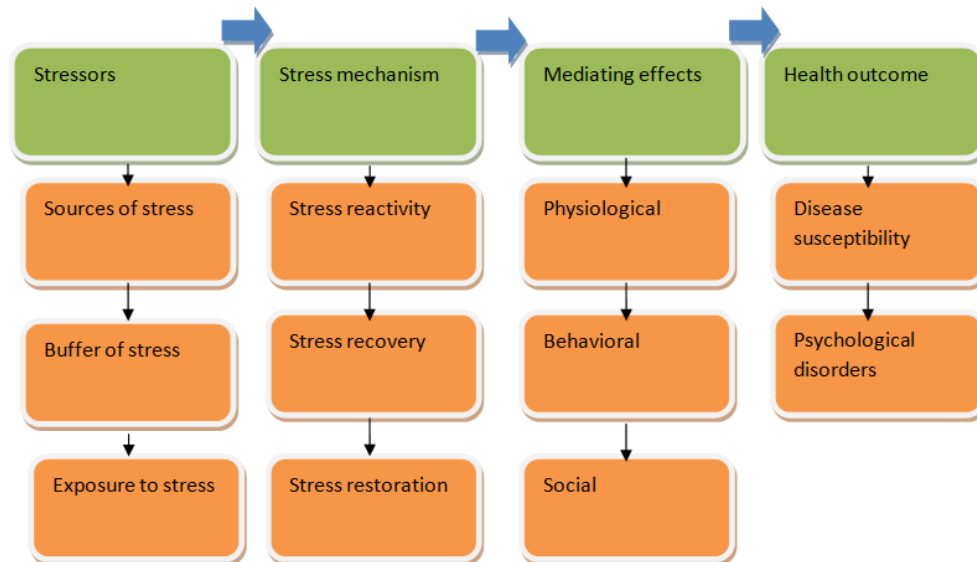 Stressors
Stress mechanism
Mediating effects
Health outcome
Sources of stress
Stress reactivity
Physiological
Disease
susceptibility
Buffer of stress
Stress recovery
Behavioral
Psychological
disorders
Exposure to stress
Stress restoration
Social